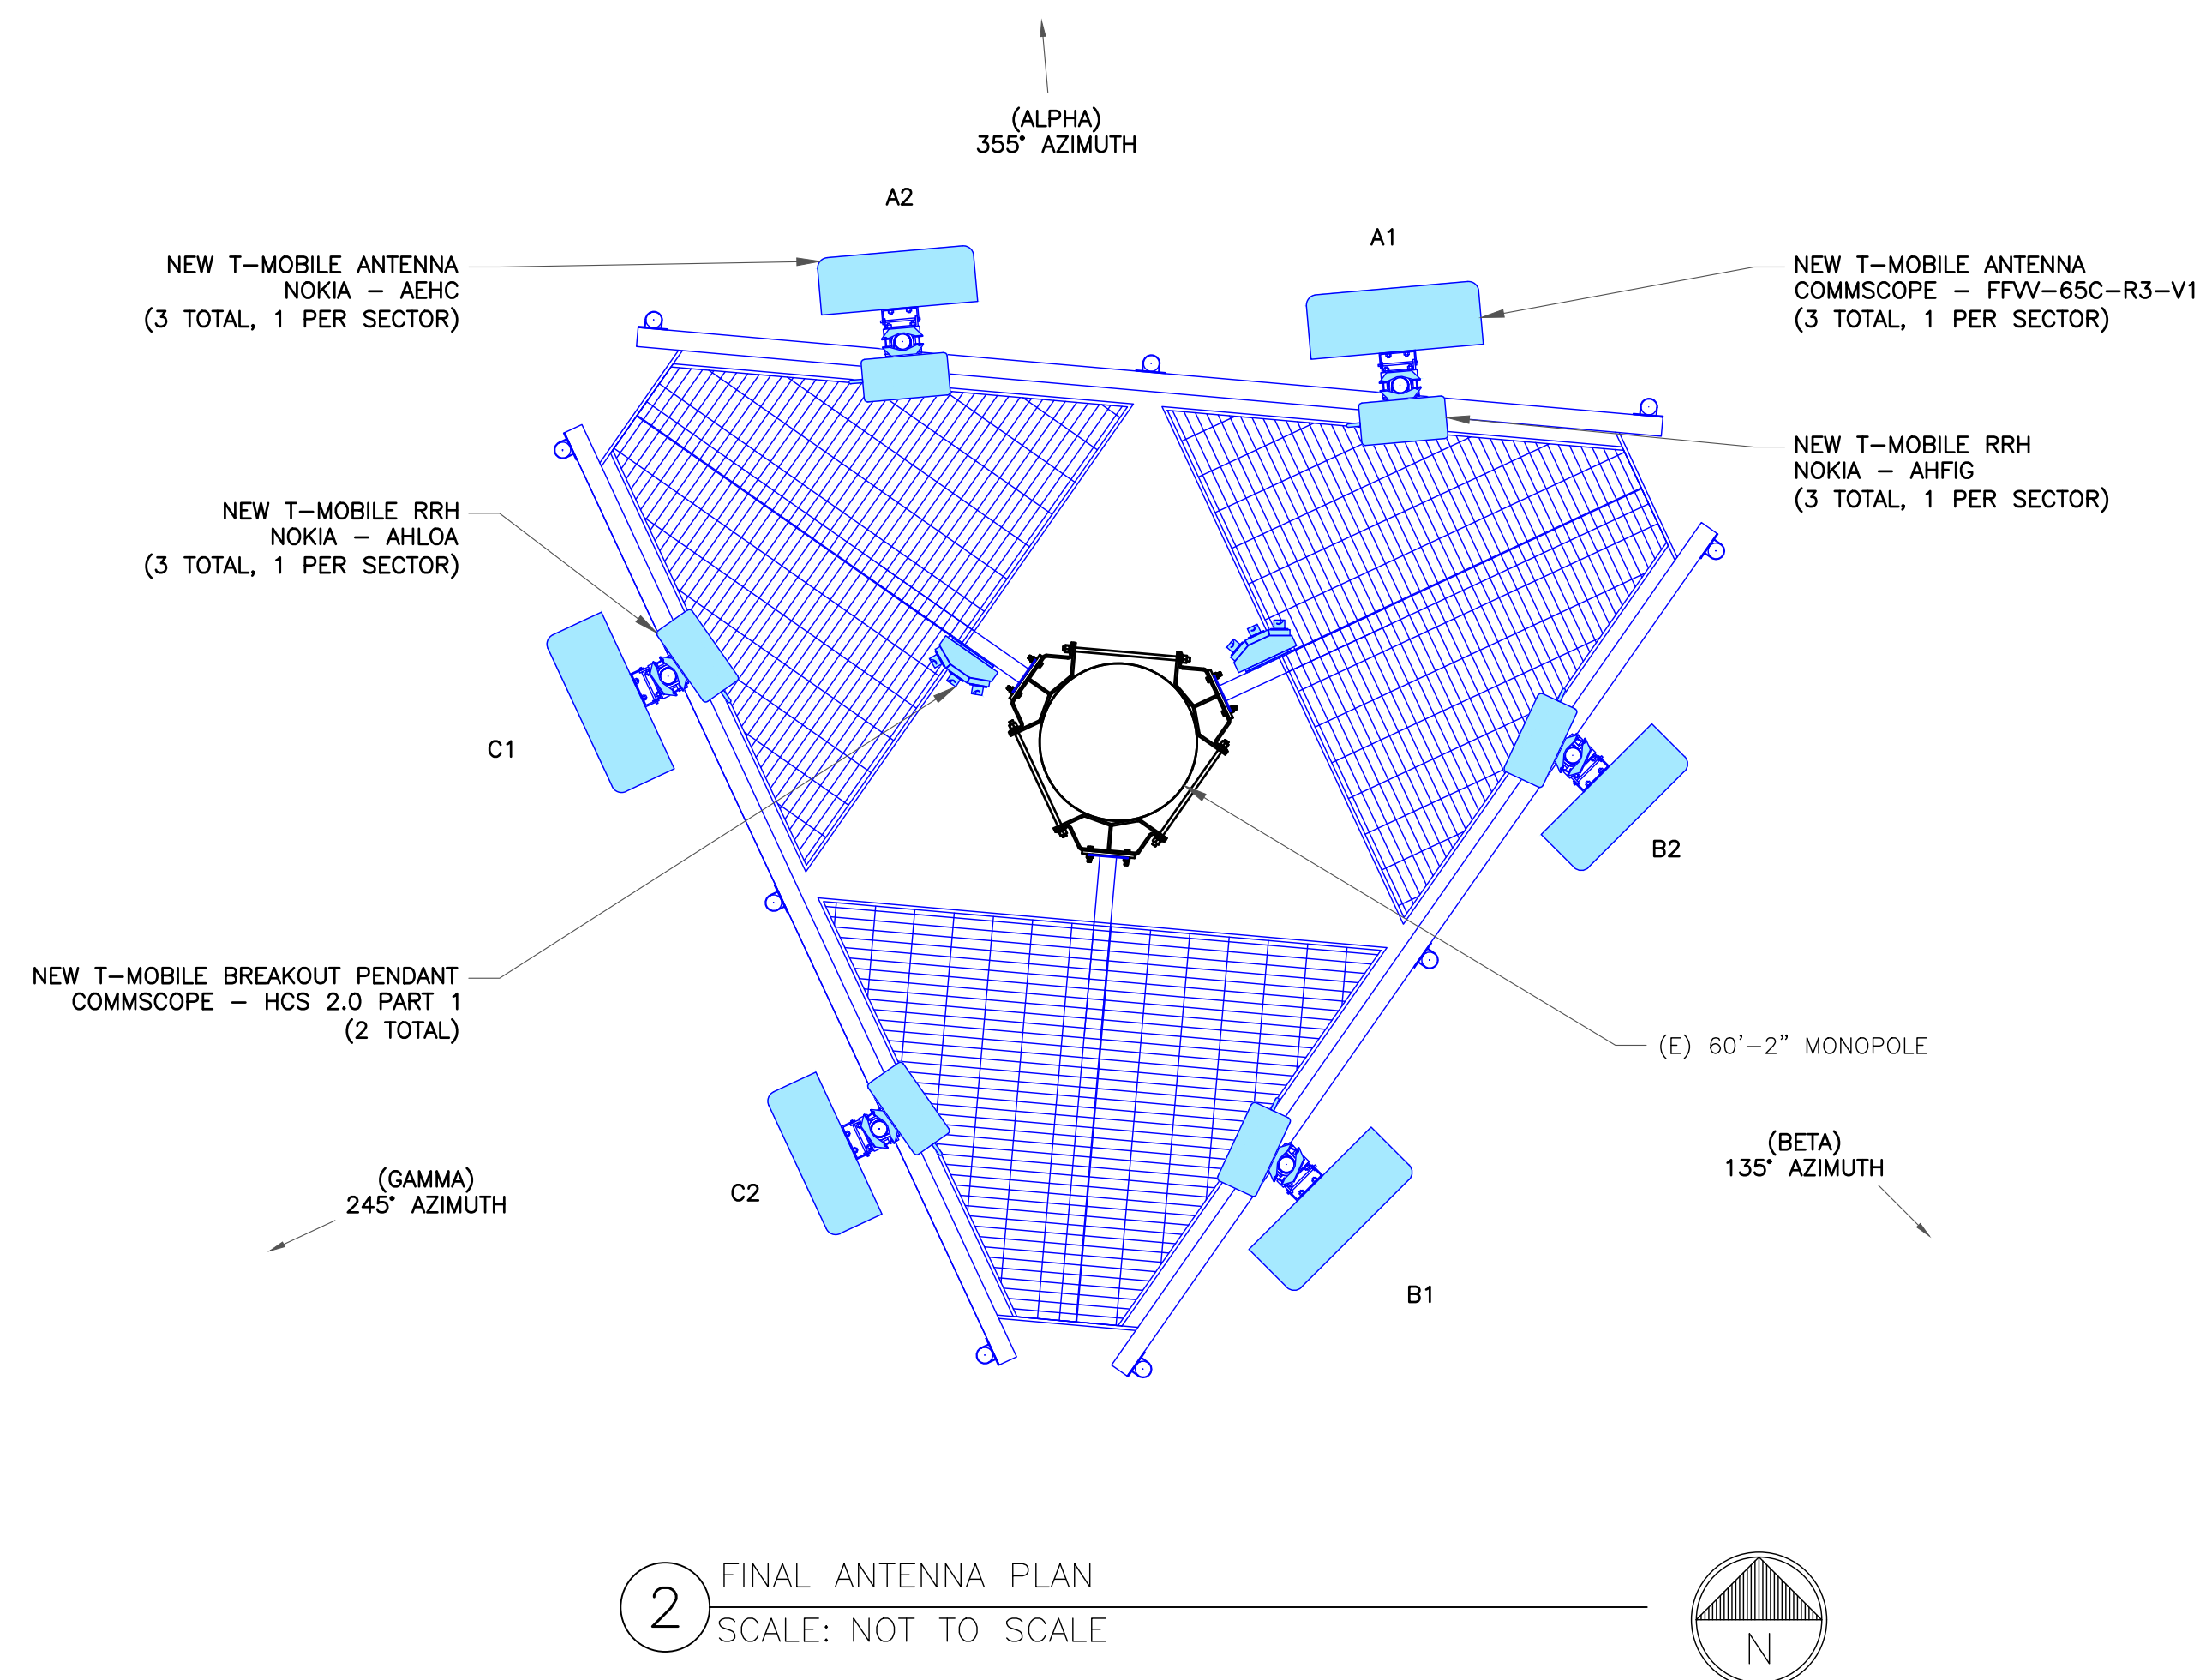 (ALPHA)
355° AZIMUTH
A2
A1
NEW T-MOBILE ANTENNA
NOKIA - AEHC
(3 TOTAL, 1 PER SECTOR)
NEW T-MOBILE ANTENNA
COMMSCOPE - FFVV-65C-R3-V1
(3 TOTAL, 1 PER SECTOR)
NEW T-MOBILE RRH
NOKIA - AHFIG
(3 TOTAL, 1 PER SECTOR)
NEW T-MOBILE RRH
NOKIA - AHLOA
(3 TOTAL, 1 PER SECTOR)
C1
B2
NEW T-MOBILE BREAKOUT PENDANT
COMMSCOPE - HCS 2.0 PART 1
(2 TOTAL)
(E) 60'-2" MONOPOLE
(BETA)
135° AZIMUTH
(GAMMA)
245° AZIMUTH
C2
B1
2
FINAL ANTENNA PLAN
SCALE: NOT TO SCALE
N